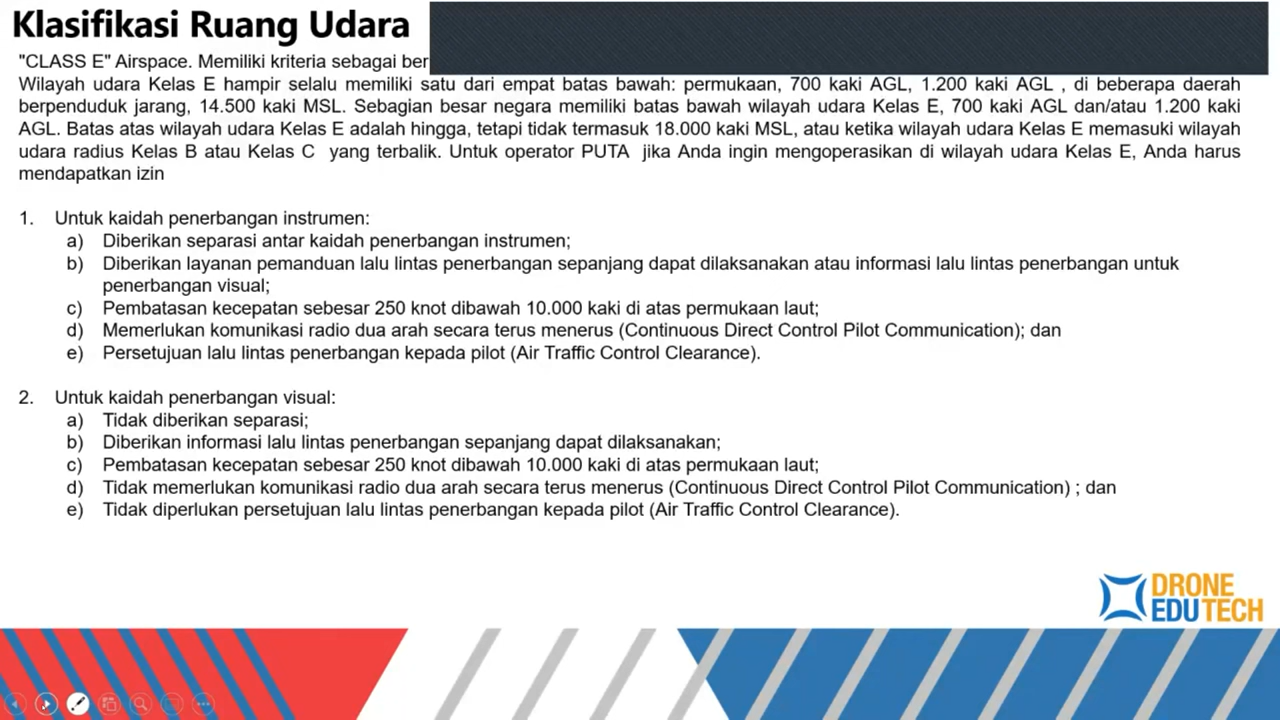 Klasifikasi Ruang Udara
"CLASS E" Airspace. Memiliki kriteria sebagai
Wilayah udara Kelas E hampir selalu memiliki satu dari empat batas bawah: permukaan, 700 kaki AGL, 1.200 kaki AGL , di beberapa daerah
berpenduduk jarang, 14.500 kaki MSL. Sebagian besar negara memiliki batas bawah wilayah udara Kelas E, 700 kaki AGL dan/atau 1.200 kaki
AGL. Batas atas wilayah udara Kelas E adalah hingga, tetapi tidak termasuk 18.000 kaki MSL, atau ketika wilayah udara Kelas E memasuki wilayah
udara radius Kelas B atau Kelas C yang terbalik. Untuk operator PUTA jika Anda ingin mengoperasikan di wilayah udara Kelas E, Anda harus
mendapatkan izin
1. Untuk kaidah penerbangan instrumen:
a) Diberikan separasi antar kaidah penerbangan instrumen;
b) Diberikan layanan pemanduan lalu lintas penerbangan sepanjang dapat dilaksanakan atau informasi lalu lintas penerbangan untuk
penerbangan visual;
c) Pembatasan kecepatan sebesar 250 knot dibawah 10.000 kaki di atas permukaan laut;
d) Memerlukan komunikasi radio dua arah secara terus menerus (Continuous Direct Control Pilot Communication); dan
e) Persetujuan lalu lintas penerbangan kepada pilot (Air Traffic Control Clearance).
2. Untuk kaidah penerbangan visual:
a) Tidak diberikan separasi;
b) Diberikan informasi lalu lintas penerbangan sepanjang dapat dilaksanakan;
c) Pembatasan kecepatan sebesar 250 knot dibawah 10.000 kaki di atas permukaan laut;
d) Tidak memerlukan komunikasi radio dua arah secara terus menerus (Continuous Direct Control Pilot Communication) ; dan
e) Tidak diperlukan persetujuan lalu lintas penerbangan kepada pilot (Air Traffic Control Clearance).
DRONE
EDUTECH